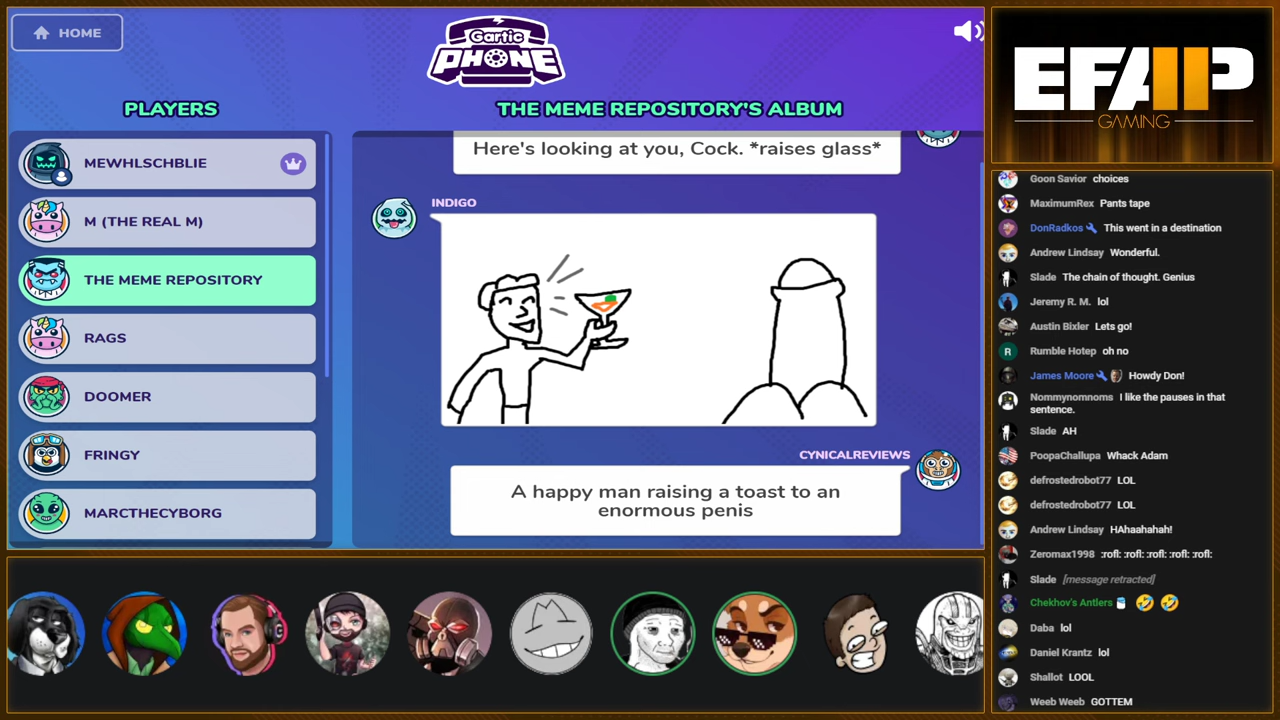 HOME
Gartic
PHONE
PLAYERS
THE MEME REPOSITORY'S ALBUM
MEWHLSCHBLIE
M (THE REAL M)
THE MEME REPOSITORY
RAGS
DOOMER
FRINGY
MARCTHECYBORG
Here's looking at you, Cock. *raises glass*
INDIGO
CYNICALREVIEWS
A happy man raising a toast to an
enormous penis
EFAP
GAMING
Goon Savior choices
MaximumRex Pants tape
DonRadkos This went in a destination
Andrew Lindsay Wonderful.
Slade The chain of thought. Genius
Jeremy R. M. lol
Austin Bixler Lets go!
R Rumble Hotep oh no
James Moore Howdy Don!
Nommynomnoms I like the pauses in that
sentence.
Slade AH
PoopaChallupa Whack Adam
defrostedrobot77 LOL
defrostedrobot77 LOL
Andrew Lindsay HAhaahahah!
Zeromax1998 :rofl: :rofl: :rofl: :rofl: :rofl:
Slade [message retracted]
Chekhov's Antlers
Daba lol
Daniel Krantz lol
Shallot LOOL
Weeb Weeb GOTTEM